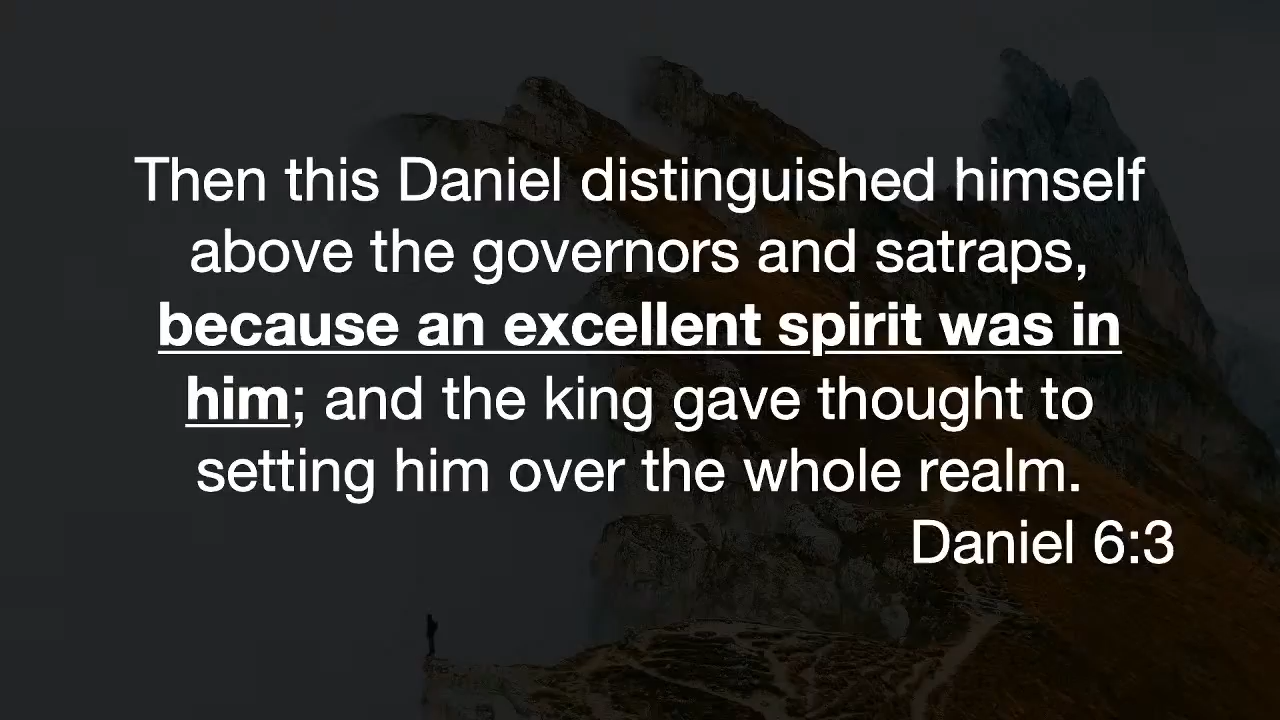 Then this Daniel distinguished himself
above the governors and satraps,
because an excellent spirit was in
him; and the king gave thought to
setting him over the whole realm.
Daniel 6:3